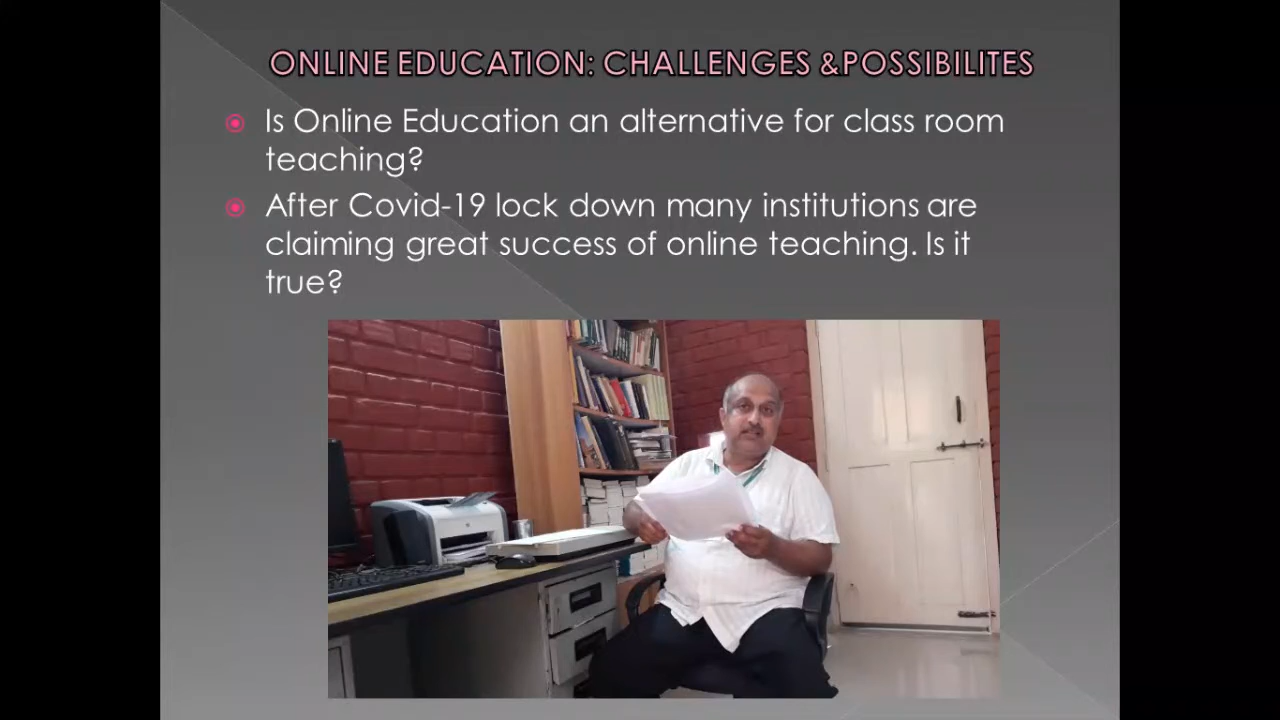 ONLINE EDUCATION: CHALLENGES &POSSIBILITES
Is Online Education an alternative for class room
teaching?
After Covid-19 lock down many institutions are
claiming great success of online teaching. Is it
true?